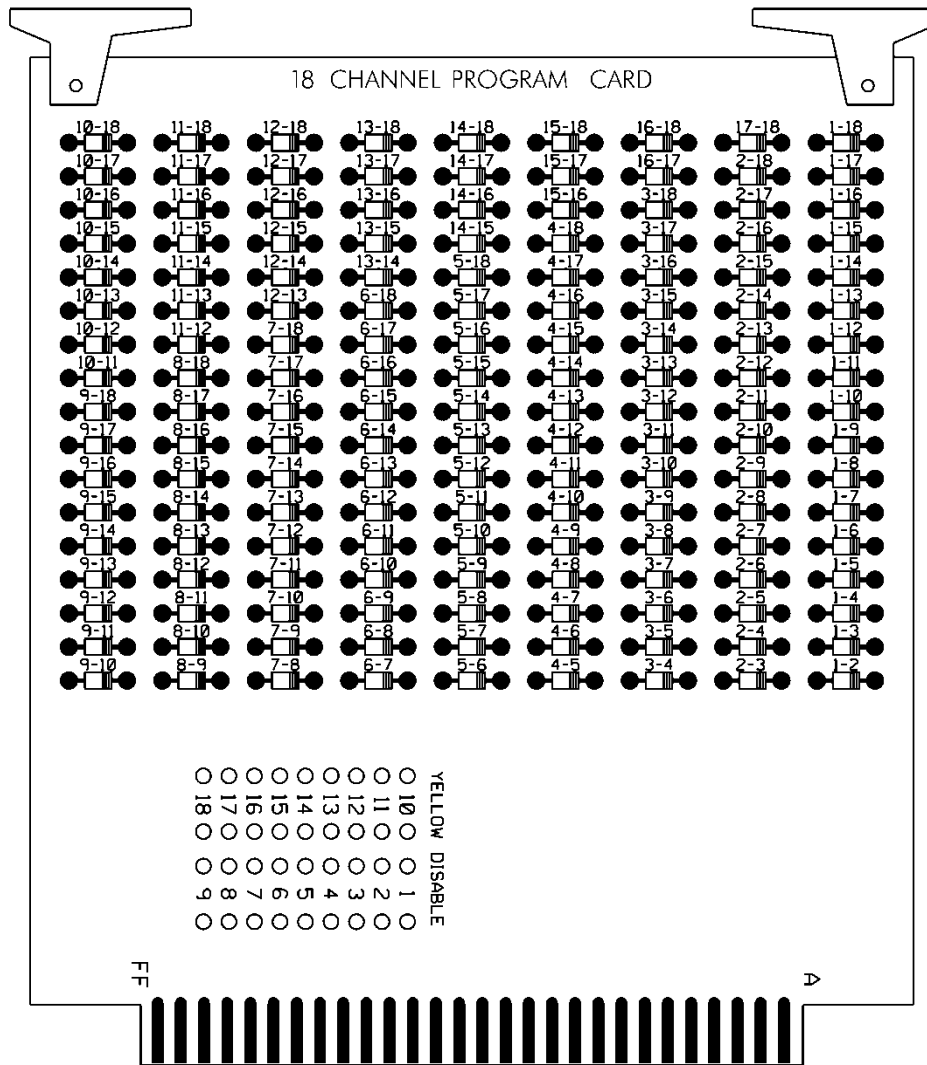 18 CHANNEL PROGRAM CARD
10-18 11-18 12-18 13-18 14-18 15-18 16-18 17-18 1-18
10-17 11-17 12-17 13-17 14-17 15-17 16-17 2-18 1-17
10-16 11-16 12-16 13-16 14-16 15-16 3-18 2-17 1-16
10-15 11-15 12-15 13-15 14-15 4-18 3-17 2-16 1-15
10-14 11-14 12-14 13-14 5-18 4-17 3-16 2-15 1-14
10-13 11-13 12-13 6-18 5-17 4-16 3-15 2-14 1-13
10-12 11-12 7-18 6-17 5-16 4-15 3-14 2-13 1-12
10-11 8-18 7-17 6-16 5-15 4-14 3-13 2-12 1-11
9-18 8-17 7-16 6-15 5-14 4-13 3-12 2-11 1-10
9-17 8-16 7-15 6-14 5-13 4-12 3-11 2-10 1-9
9-16 8-15 7-14 6-13 5-12 4-11 3-10 2-9 1-8
9-15 8-14 7-13 6-12 5-11 4-10 3-9 2-8 1-7
9-14 8-13 7-12 6-11 5-10 4-9 3-8 2-7 1-6
9-13 8-12 7-11 6-10 5-9 4-8 3-7 2-6 1-5
9-12 8-11 7-10 6-9 5-8 4-7 3-6 2-5 1-4
9-11 8-10 7-9 6-8 5-7 4-6 3-5 2-4 1-3
9-10 8-9 7-8 6-7 5-6 4-5 3-4 2-3 1-2
YELLOW DISABLE
10 1
11 2
12 3
13 4
14 5
15 6
16 7
17 8
18 9
FF A